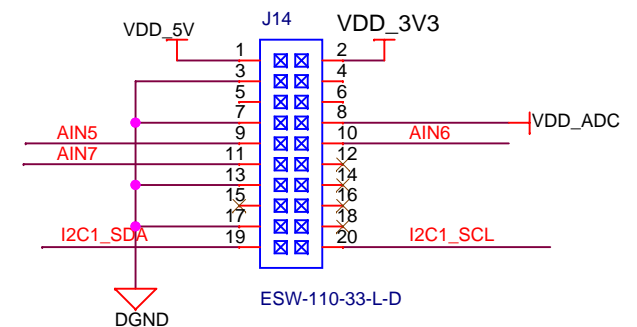 J14
VDD_5V VDD_3V3
1 2
3 4
5 6
7 8 VDD_ADC
AIN5 9 10 AIN6
AIN7 11 12
13 14
15 16
17 18
I2C1_SDA 19 20 I2C1_SCL
ESW-110-33-L-D
DGND